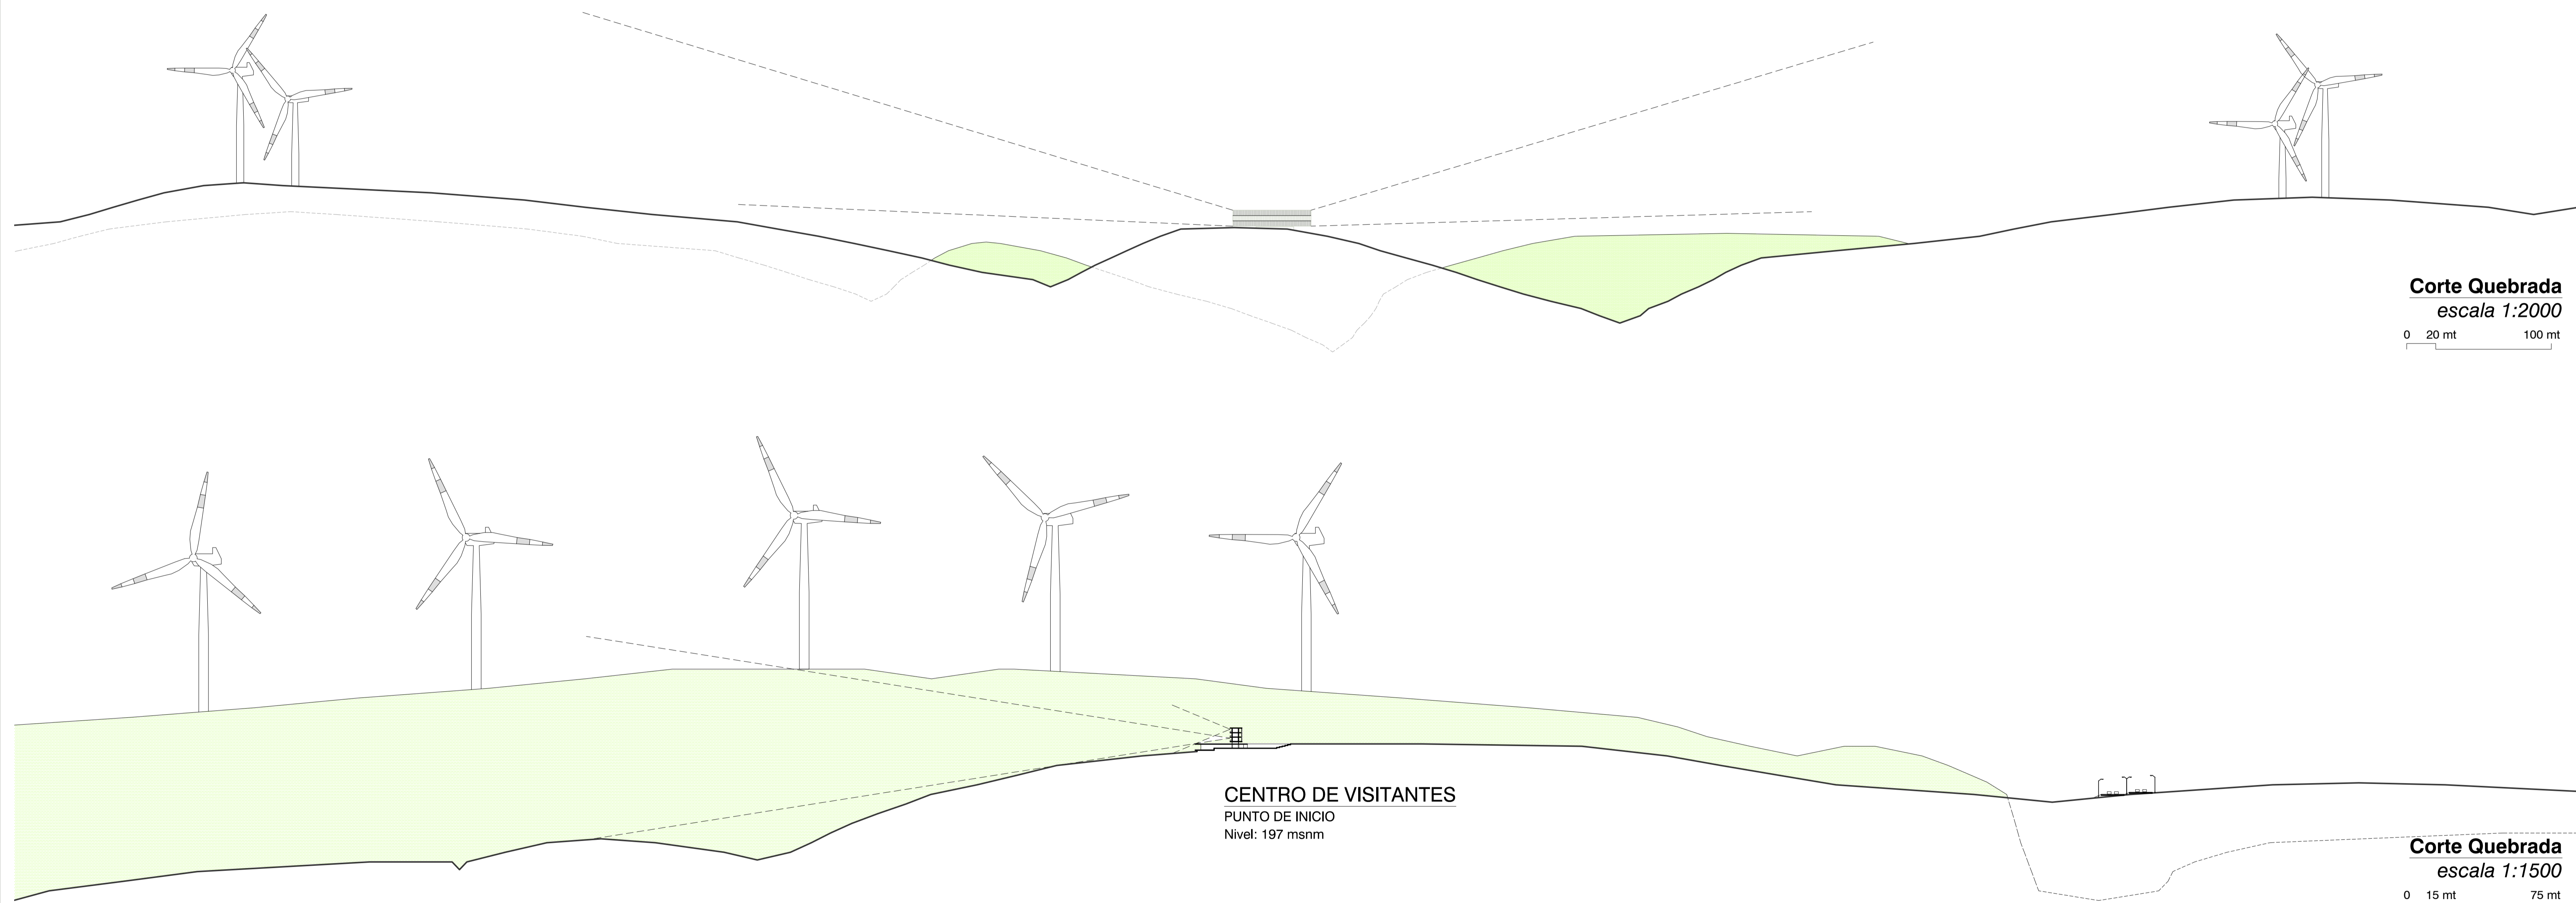 Corte Quebrada
escala 1:2000
0 20 mt 100 mt
CENTRO DE VISITANTES
PUNTO DE INICIO
Nivel: 197 msnm
Corte Quebrada
escala 1:1500
0 15 mt 75 mt